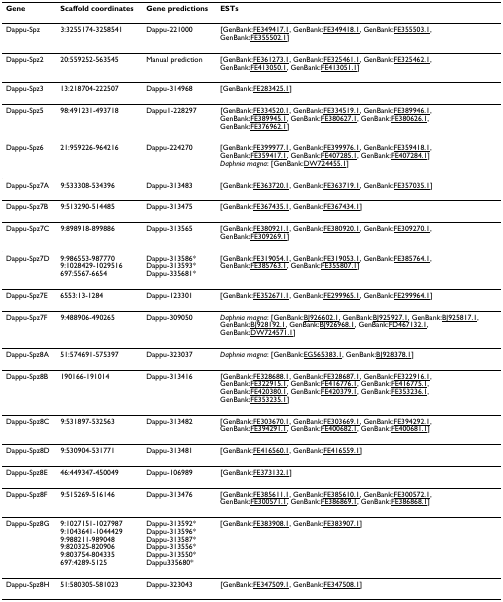 Gene Scaffold coordinates Gene predictions ESTs
Dappu-Spz 3:3255174-3258541 Dappu-221000 [GenBank:FE349417.1, GenBank:FE349418.1, GenBank:FE355503.1,
GenBank:FE355502.1]
Dappu-Spz2 20:559252-563545 Manual prediction [GenBank:FE361273.1, GenBank:FE325461.1, GenBank:FE325462.1,
GenBank:FE413050.1, GenBank:FE413051.1]
Dappu-Spz3 13:218704-222507 Dappu-314968 [GenBank:FE283425.1]
Dappu-Spz5 98:491231-493718 Dappu1-228297 [GenBank:FE334520.1, GenBank:FE334519.1, GenBank:FE389946.1,
GenBank:FE389945.1, GenBank:FE380627.1, GenBank:FE380626.1,
GenBank:FE376962.1]
Dappu-Spz6 21:959226-964216 Dappu-224270 [GenBank:FE399977.1, GenBank:FE399976.1, GenBank:FE359418.1,
GenBank:FE359417.1, GenBank:FE407285.1, GenBank:FE407284.1]
Daphnia magna: [GenBank:DW724455.1]
Dappu-Spz7A 9:533308-534396 Dappu-313483 [GenBank:FE363720.1, GenBank:FE363719.1, GenBank:FE357035.1]
Dappu-Spz7B 9:513290-514485 Dappu-313475 [GenBank:FE367435.1, GenBank:FE367434.1]
Dappu-Spz7C 9:898918-899886 Dappu-313565 [GenBank:FE380921.1, GenBank:FE380920.1, GenBank:FE309270.1,
GenBank:FE309269.1]
Dappu-Spz7D 9:986553-987770 Dappu-313586* [GenBank:FE319054.1, GenBank:FE319053.1, GenBank:FE385764.1,
9:1028429-1029516 Dappu-313593* GenBank:FE385763.1, GenBank:FE355807.1]
697:5567-6654 Dappu-335681*
Dappu-Spz7E 6553:13-1284 Dappu-123301 [GenBank:FE352671.1, GenBank:FE299965.1, GenBank:FE299964.1]
Dappu-Spz7F 9:488906-490265 Dappu-309050 Daphnia magna: [GenBank:BJ926602.1, GenBank:BJ925927.1, GenBank:BJ925817.1,
GenBank:BJ928192.1, GenBank:BJ926968.1, GenBank:FD467132.1,
GenBank:DW724571.1]
Dappu-Spz8A 51:574691-575397 Dappu-323037 Daphnia magna: [GenBank:EG565383.1, GenBank:BJ928378.1]
Dappu-Spz8B 190166-191014 Dappu-313416 [GenBank:FE328688.1, GenBank:FE328687.1, GenBank:FE322916.1,
GenBank:FE322915.1, GenBank:FE416776.1, GenBank:FE416775.1,
GenBank:FE420380.1, GenBank:FE420379.1, GenBank:FE353236.1,
GenBank:FE353235.1]
Dappu-Spz8C 9:531897-532563 Dappu-313482 [GenBank:FE303670.1, GenBank:FE303669.1, GenBank:FE394292.1,
GenBank:FE394291.1, GenBank:FE400682.1, GenBank:FE400681.1]
Dappu-Spz8D 9:530904-531771 Dappu-313481 [GenBank:FE416560.1, GenBank:FE416559.1]
Dappu-Spz8E 46:449347-450049 Dappu-106989 [GenBank:FE373132.1]
Dappu-Spz8F 9:515269-516146 Dappu-313476 [GenBank:FE385611.1, GenBank:FE385610.1, GenBank:FE300572.1,
GenBank:FE300571.1, GenBank:FE386869.1, GenBank:FE386868.1]
Dappu-Spz8G 9:1027151-1027987 Dappu-313592* [GenBank:FE383908.1, GenBank:FE383907.1]
9:1043641-1044429 Dappu-313596*
9:988211-989048 Dappu-313587*
9:820325-820906 Dappu-313556*
9:803754-804335 Dappu-313550*
697:4289-5125 Dappu335680*
Dappu-Spz8H 51:580305-581023 Dappu-323043 [GenBank:FE347509.1, GenBank:FE347508.1]